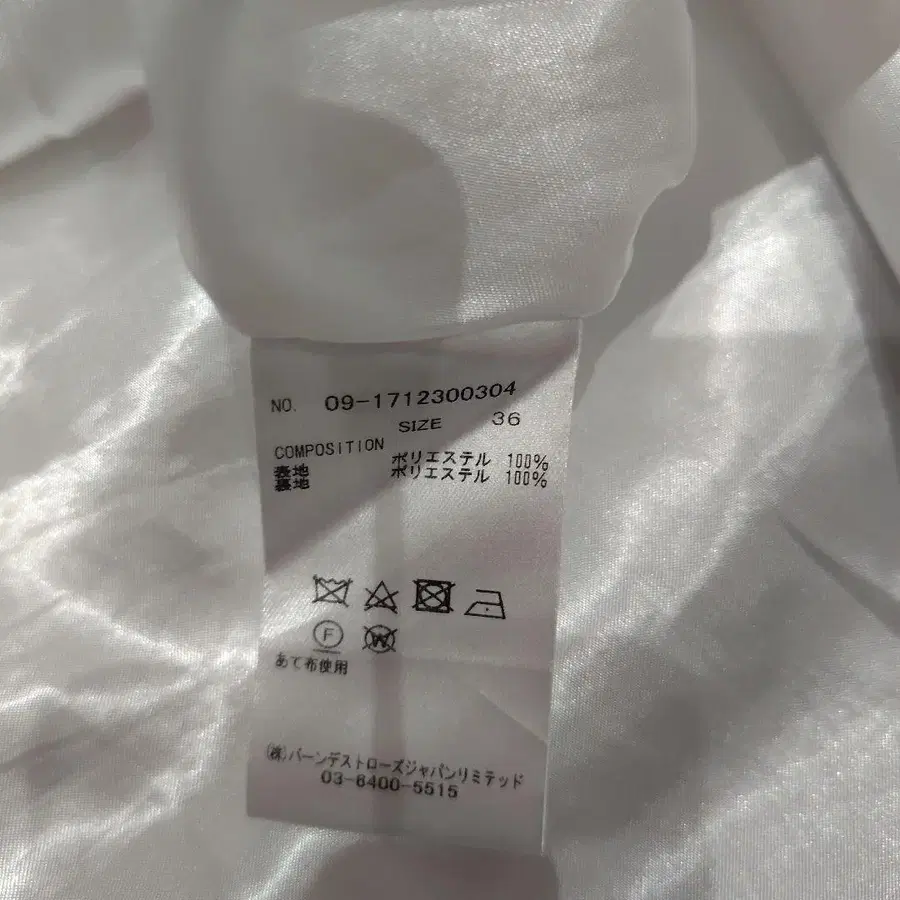 NO. 09-1712300304
SIZE 36
COMPOSITION
表地 ポリエステル 100%
裏地 ポリエステル 100%
F W
あて布使用
(株)バーンデストローズジャパンリミテッド
03-6400-5515